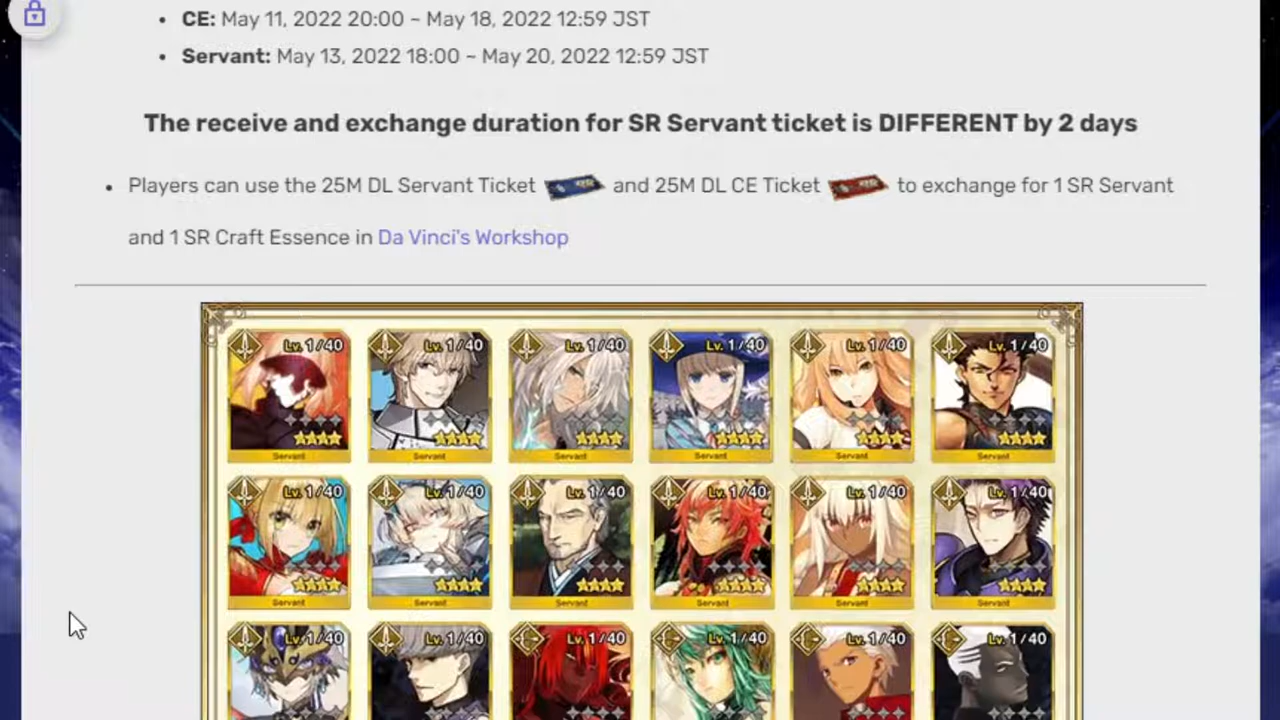 CE: May 11, 2022 20:00 ~ May 18, 2022 12:59 JST
Servant: May 13, 2022 18:00 ~ May 20, 2022 12:59 JST
The receive and exchange duration for SR Servant ticket is DIFFERENT by 2 days
Players can use the 25M DL Servant Ticket and 25M DL CE Ticket to exchange for 1 SR Servant
and 1 SR Craft Essence in Da Vinci's Workshop
Lv. 1/40 Lv. 1/40 Lv. 1/40 Lv. 1/40 Lv. 1/40 Lv. 1/40
Servant Servant Servant Servant Servant Servant
Lv. 1/40 Lv. 1/40 Lv. 1/40 Lv. 1/40 Lv. 1/40 Lv. 1/40
Servant Servant Servant Servant Servant Servant
Lv. 1/40 Lv. 1/40 Lv. 1/40 Lv. 1/40 Lv. 1/40 Lv. 1/40